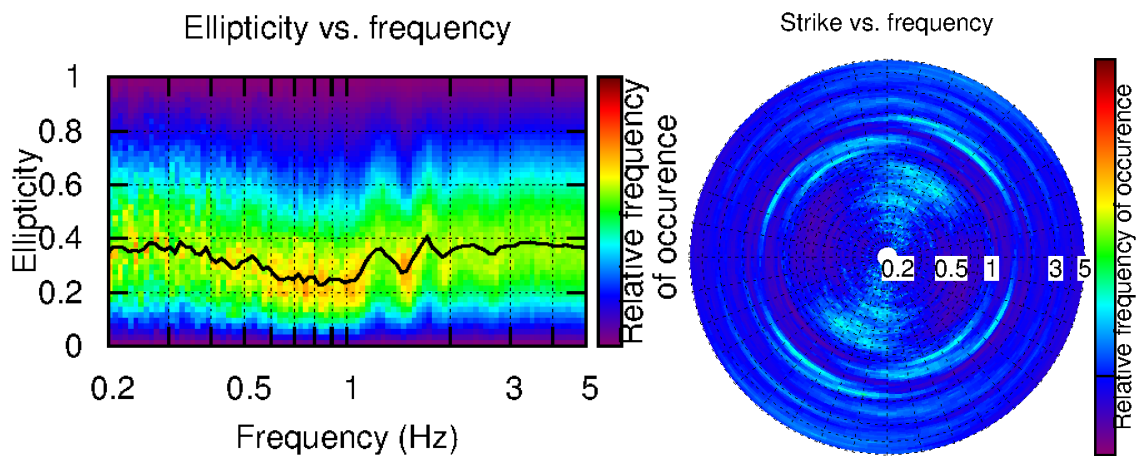 Ellipticity vs. frequency
1
0.8
0.6
0.4
0.2
0
Ellipticity
0.2
0.5
1
3
5
Frequency (Hz)
Relative frequency
of occurence
Strike vs. frequency
0.2
0.5
1
3
5
Relative frequency of occurence